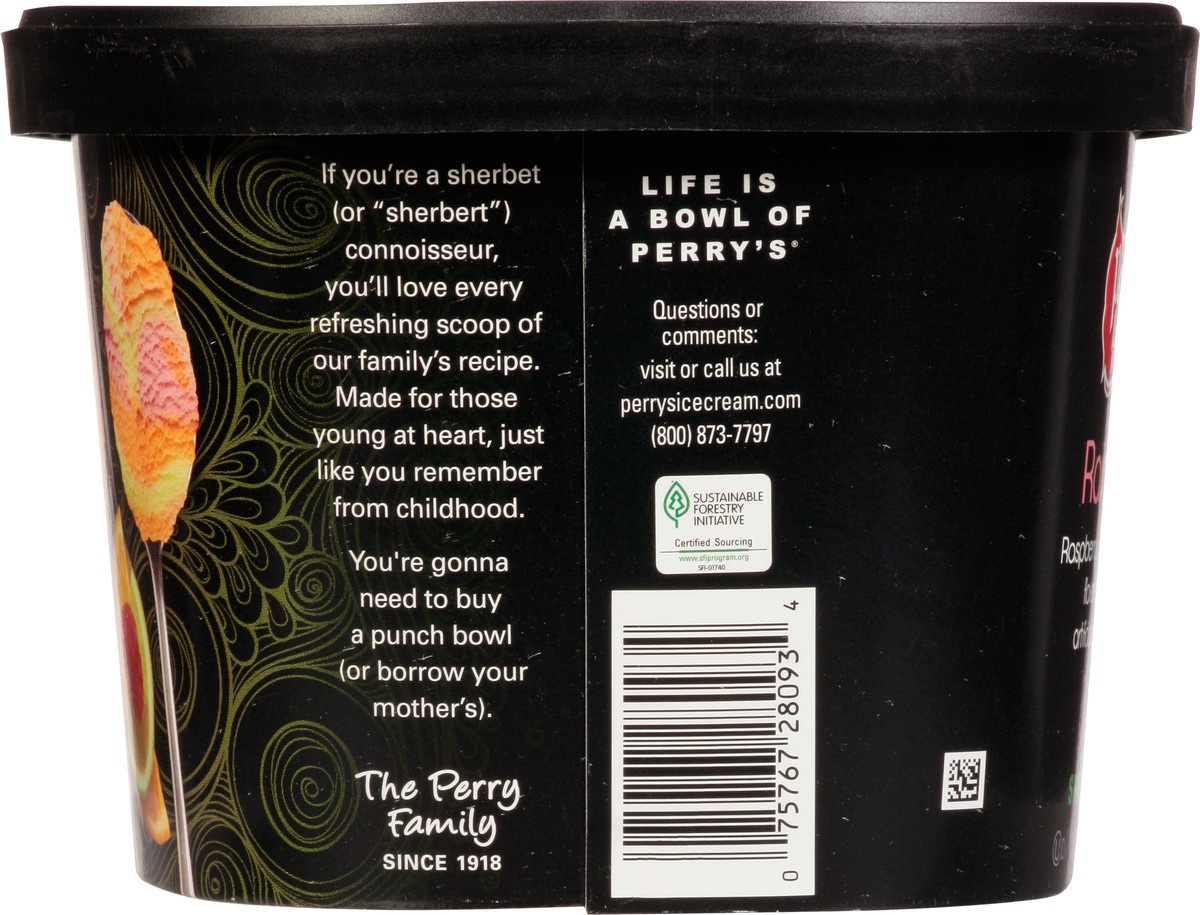 If you’re a sherbet
(or “sherbert”)
connoisseur,
you’ll love every
refreshing scoop of
our family’s recipe.
Made for those
young at heart, just
like you remember
from childhood.
You're gonna
need to buy
a punch bowl
(or borrow your
mother’s).
The Perry
Family
SINCE 1918
LIFE IS
A BOWL OF
PERRY’S®
Questions or
comments:
visit or call us at
perrysicecream.com
(800) 873-7797
SUSTAINABLE
FORESTRY
INITIATIVE
Certified Sourcing
www.sfiprogram.org
SFI-01740
0 75767 28093 4